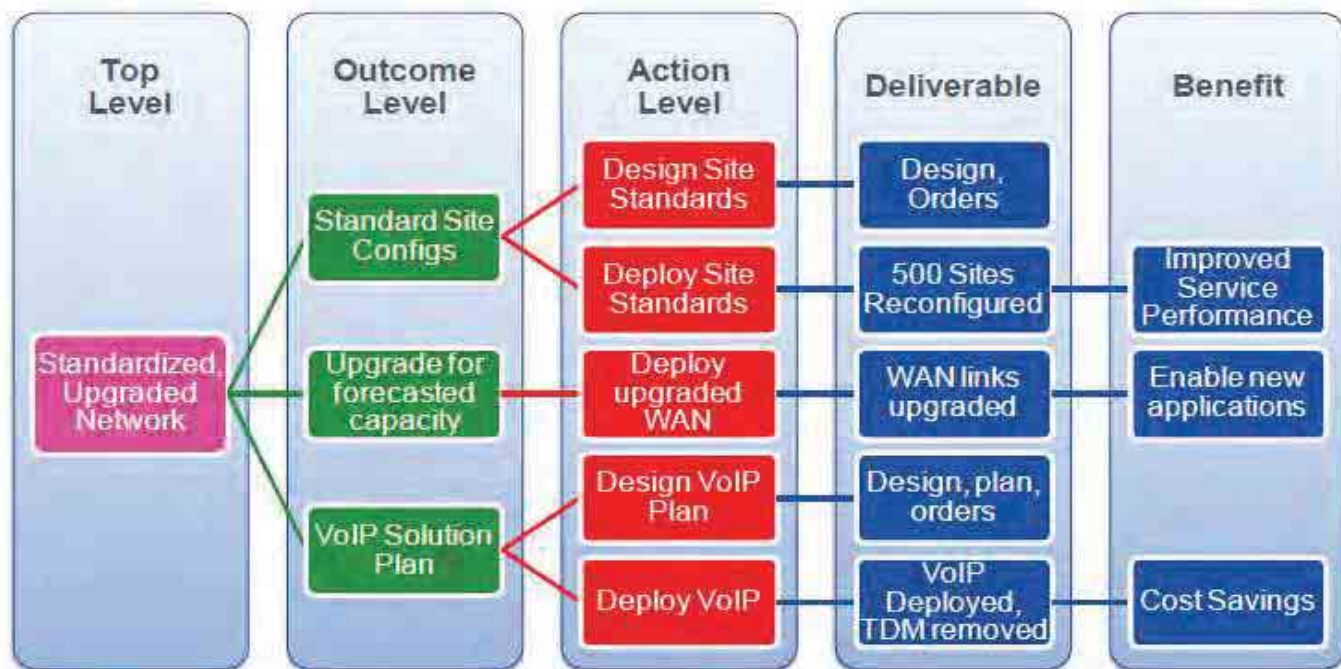 Top
Level
Outcome
Level
Action
Level
Deliverable
Benefit
Standardized,
Upgraded
Network
Standard Site
Configs
Upgrade for
forecasted
capacity
VoIP Solution
Plan
Design Site
Standards
Deploy Site
Standards
Deploy
upgraded
WAN
Design VoIP
Plan
Deploy VoIP
Design,
Orders
500 Sites
Reconfigured
WAN links
upgraded
Design, plan,
orders
VoIP
Deployed,
TDM removed
Improved
Service
Performance
Enable new
applications
Cost Savings